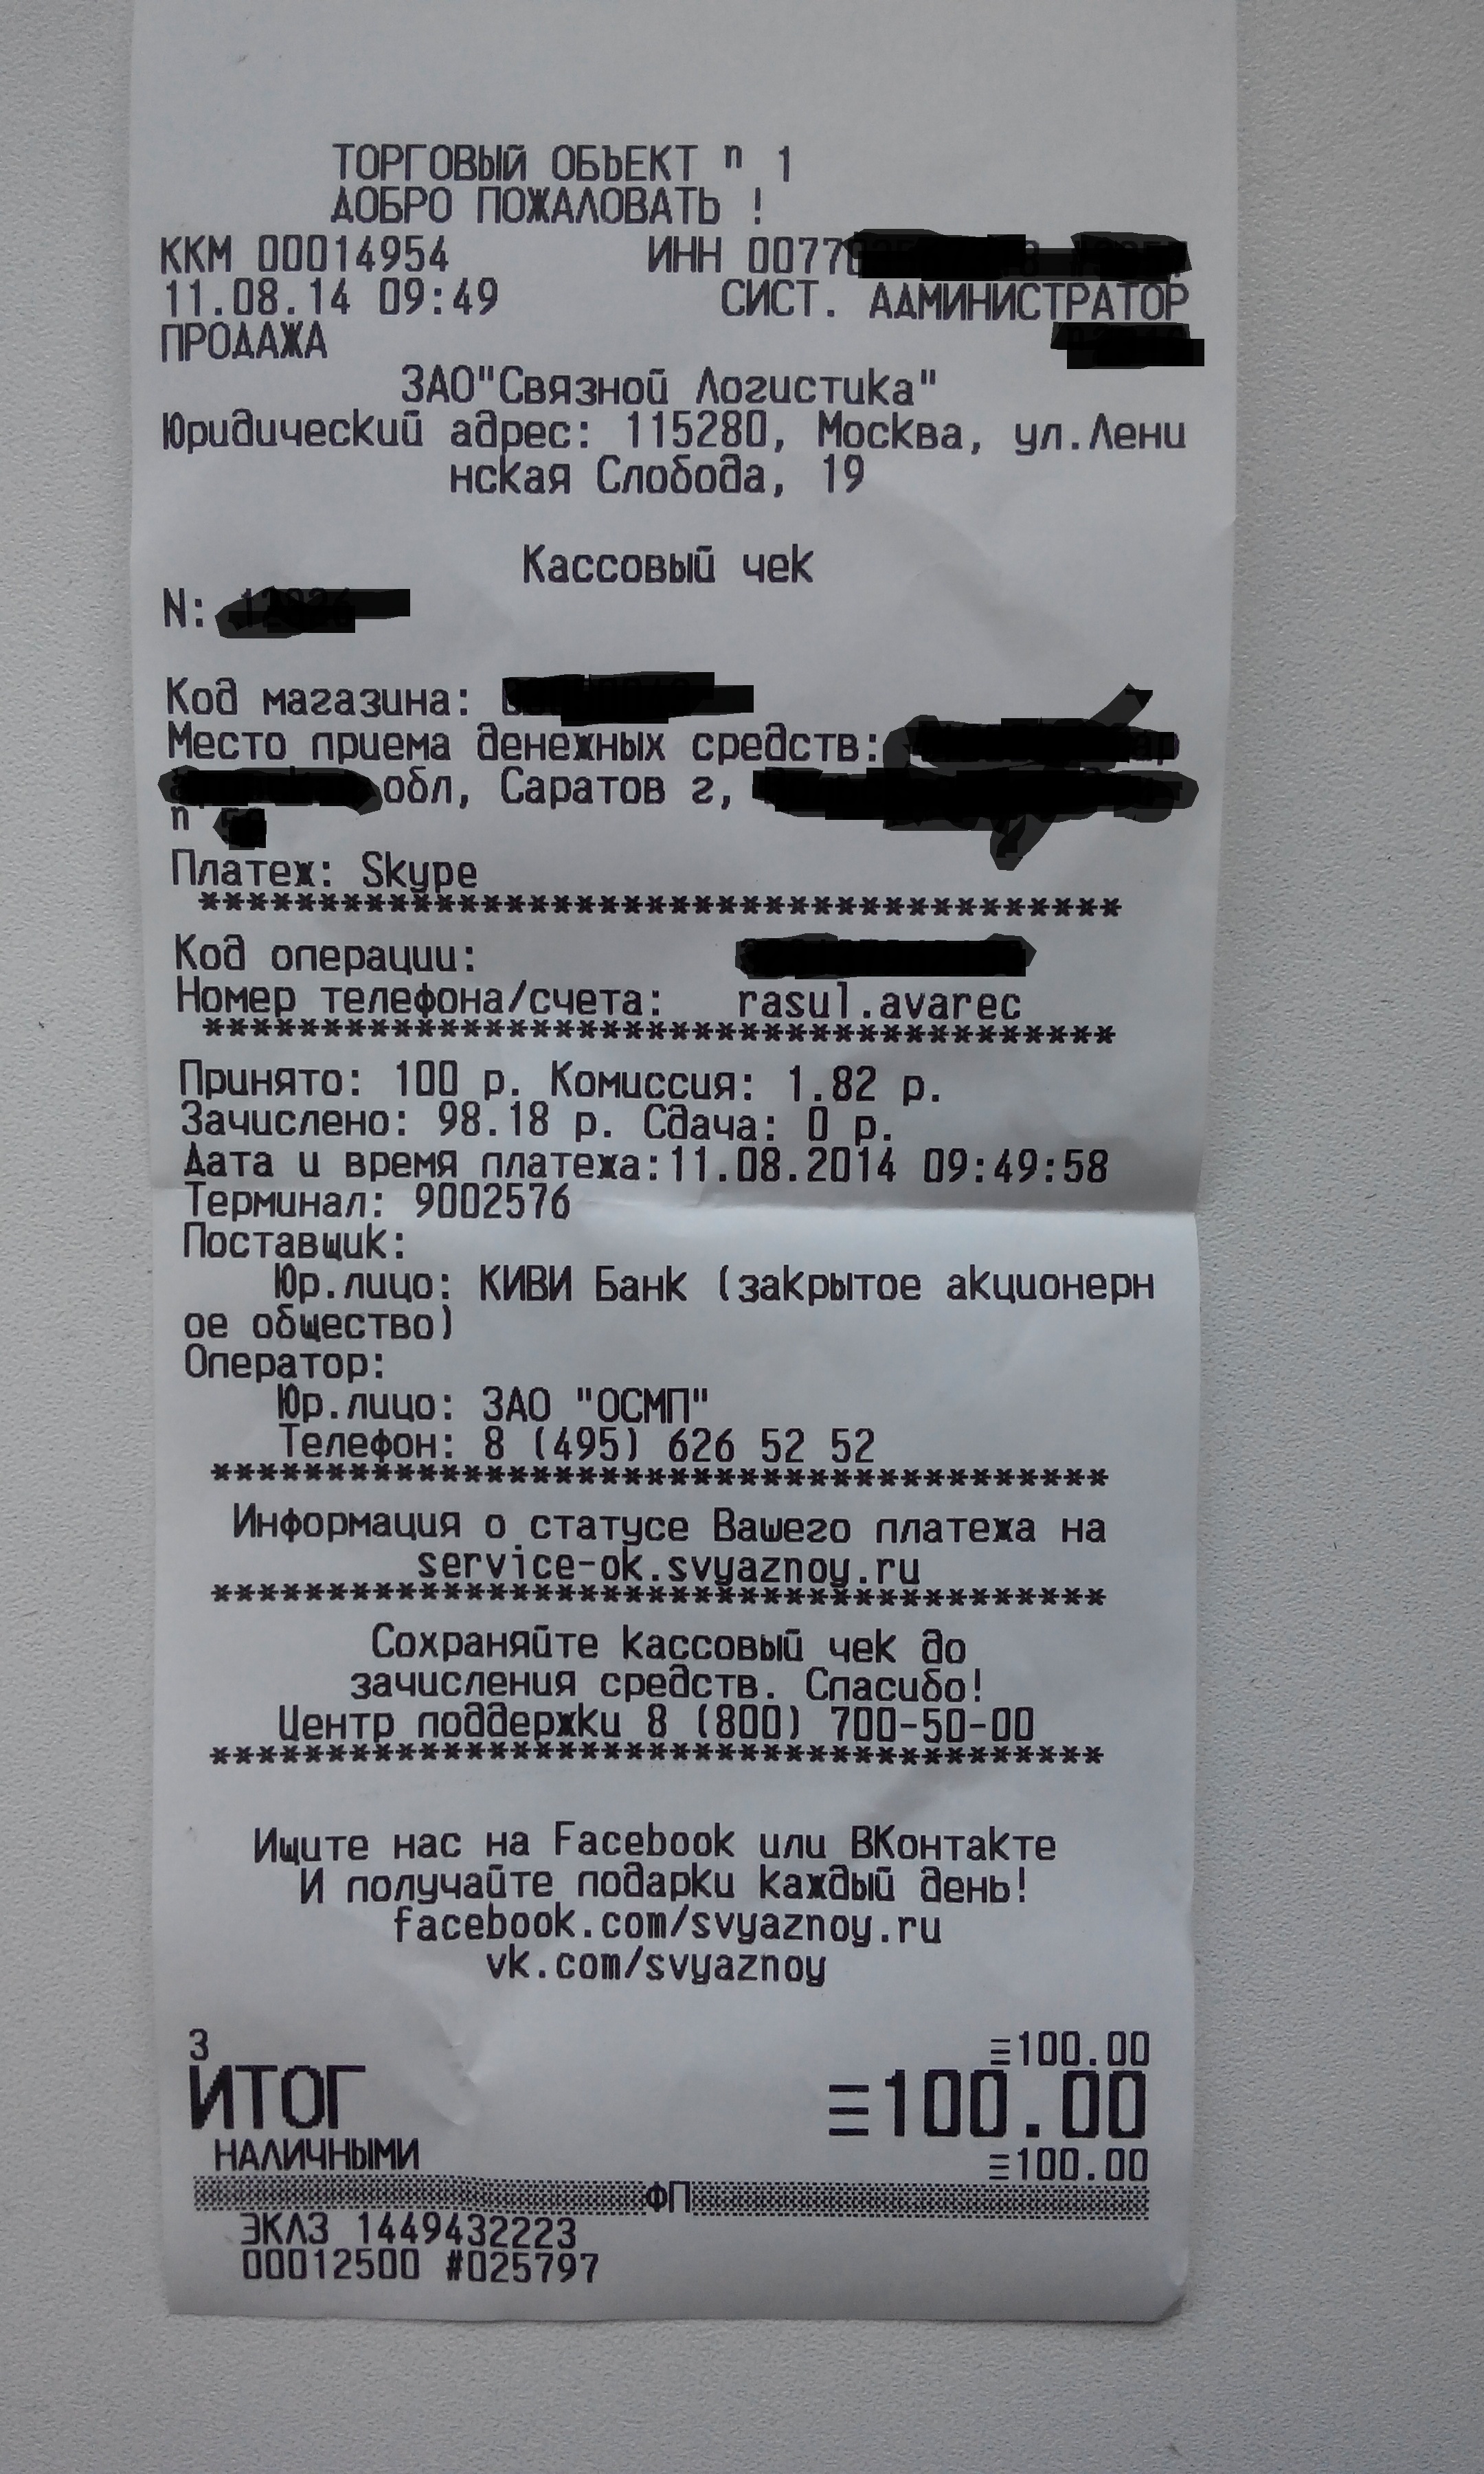 ТОРГОВЫЙ ОБЪЕКТ n 1
ДОБРО ПОЖАЛОВАТЬ !
ККМ 00014954 ИНН 0077
11.08.14 09:49 СИСТ. АДМИНИСТРАТОР
ПРОДАЖА
ЗАО"Связной Логистика"
Юридический адрес: 115280, Москва, ул.Лени
нская Слобода, 19
Кассовый чек
N:
Код магазина:
Место приема денежных средств:
обл, Саратов г,
п
Платеж: Skype
***************************************
Код операции:
Номер телефона/счета: rasul.avarec
***************************************
Принято: 100 р. Комиссия: 1.82 р.
Зачислено: 98.18 р. Сдача: 0 р.
Дата и время платежа:11.08.2014 09:49:58
Терминал: 9002576
Поставщик:
Юр.лицо: КИВИ Банк (закрытое акционерн
ое общество)
Оператор:
Юр.лицо: ЗАО "ОСМП"
Телефон: 8 (495) 626 52 52
***************************************
Информация о статусе Вашего платежа на
service-ok.svyaznoy.ru
***************************************
Сохраняйте кассовый чек до
зачисления средств. Спасибо!
Центр поддержки 8 (800) 700-50-00
***************************************
Ищите нас на Facebook или ВКонтакте
И получайте подарки каждый день!
facebook.com/svyaznoy.ru
vk.com/svyaznoy
3 ≡100.00
ИТОГ ≡100.00
НАЛИЧНЫМИ ≡100.00
ФП
ЭКЛЗ 1449432223
00012500 #025797